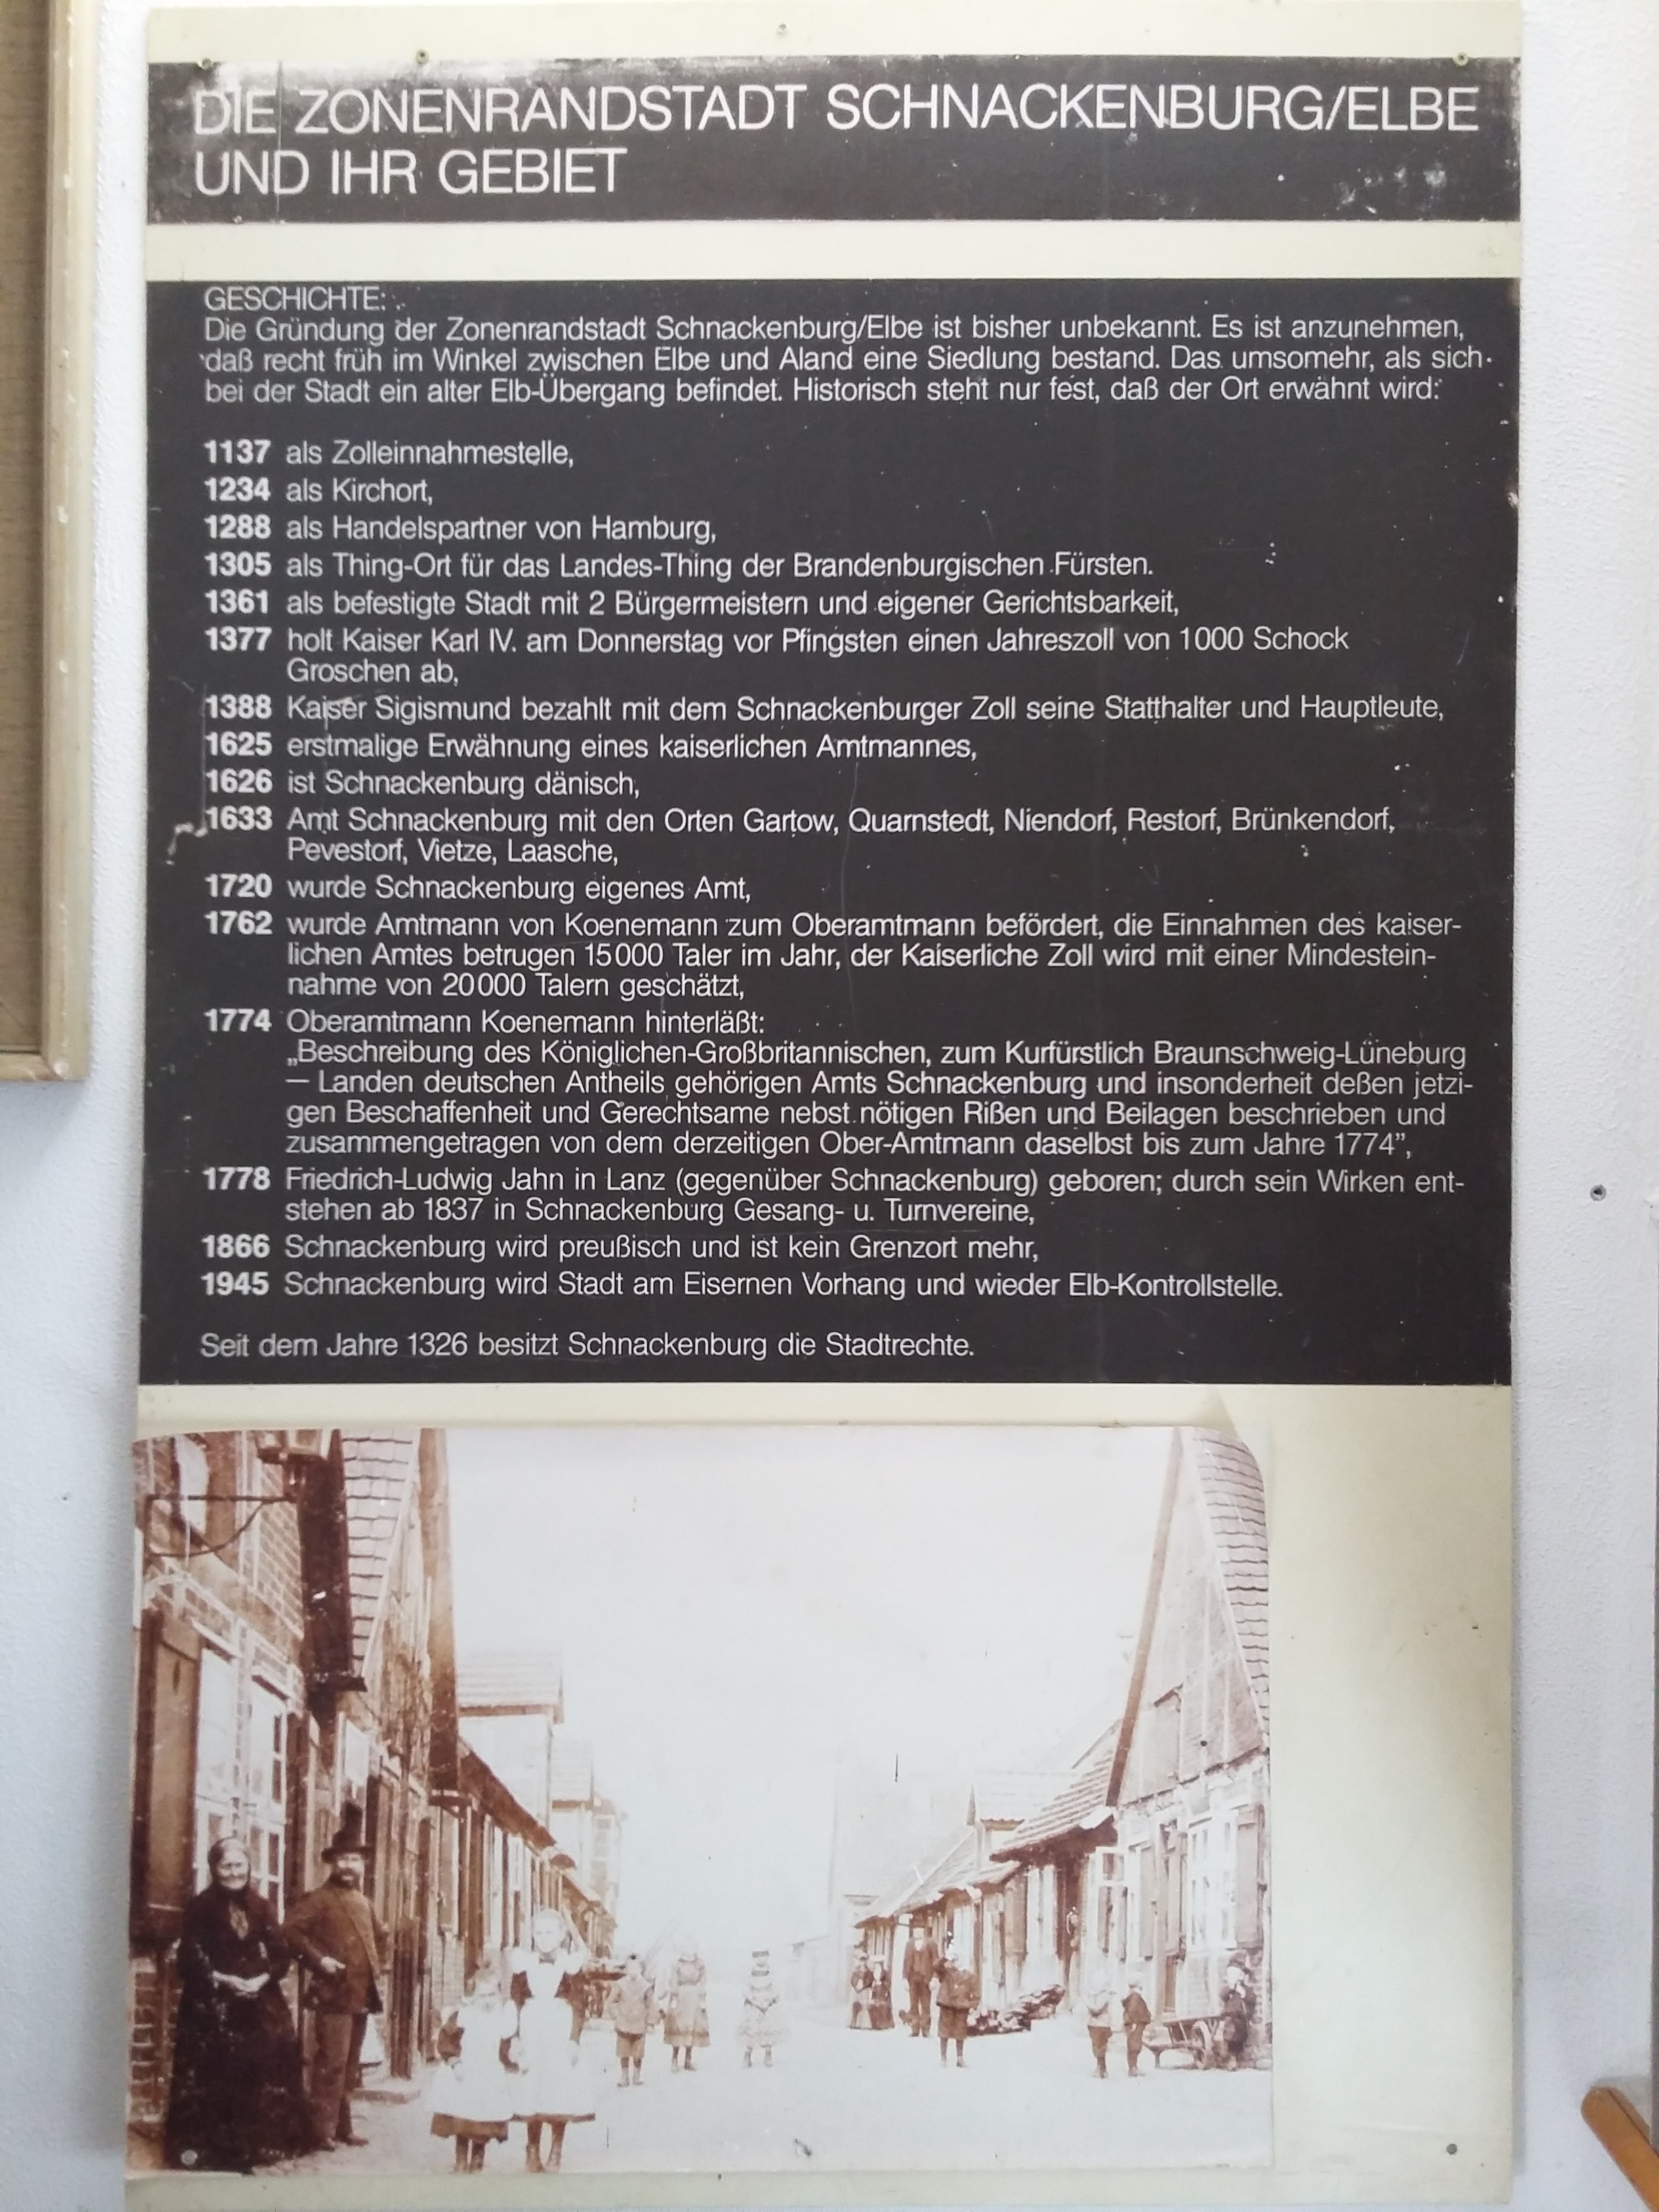 DIE ZONENRANDSTADT SCHNACKENBURG/ELBE
UND IHR GEBIET
GESCHICHTE:
Die Gründung der Zonenrandstadt Schnackenburg/Elbe ist bisher unbekannt. Es ist anzunehmen,
daß recht früh im Winkel zwischen Elbe und Aland eine Siedlung bestand. Das umsomehr, als sich
bei der Stadt ein alter Elb-Übergang befindet. Historisch steht nur fest, daß der Ort erwähnt wird:
1137 als Zolleinnahmestelle,
1234 als Kirchort,
1288 als Handelspartner von Hamburg,
1305 als Thing-Ort für das Landes-Thing der Brandenburgischen Fürsten.
1361 als befestigte Stadt mit 2 Bürgermeistern und eigener Gerichtsbarkeit,
1377 holt Kaiser Karl IV. am Donnerstag vor Pfingsten einen Jahreszoll von 1000 Schock
Groschen ab,
1388 Kaiser Sigismund bezahlt mit dem Schnackenburger Zoll seine Statthalter und Hauptleute,
1625 erstmalige Erwähnung eines kaiserlichen Amtmannes,
1626 ist Schnackenburg dänisch,
1633 Amt Schnackenburg mit den Orten Gartow, Quarnstedt, Niendorf, Restorf, Brünkendorf,
Pevestorf, Vietze, Laasche,
1720 wurde Schnackenburg eigenes Amt,
1762 wurde Amtmann von Koenemann zum Oberamtmann befördert, die Einnahmen des kaiser-
lichen Amtes betrugen 15000 Taler im Jahr, der Kaiserliche Zoll wird mit einer Mindestein-
nahme von 20000 Talern geschätzt,
1774 Oberamtmann Koenemann hinterläßt:
„Beschreibung des Königlichen-Großbritannischen, zum Kurfürstlich Braunschweig-Lüneburg
— Landen deutschen Antheils gehörigen Amts Schnackenburg und insonderheit deßen jetzi-
gen Beschaffenheit und Gerechtsame nebst nötigen Rißen und Beilagen beschrieben und
zusammengetragen von dem derzeitigen Ober-Amtmann daselbst bis zum Jahre 1774”,
1778 Friedrich-Ludwig Jahn in Lanz (gegenüber Schnackenburg) geboren; durch sein Wirken ent-
stehen ab 1837 in Schnackenburg Gesang- u. Turnvereine,
1866 Schnackenburg wird preußisch und ist kein Grenzort mehr,
1945 Schnackenburg wird Stadt am Eisernen Vorhang und wieder Elb-Kontrollstelle.
Seit dem Jahre 1326 besitzt Schnackenburg die Stadtrechte.